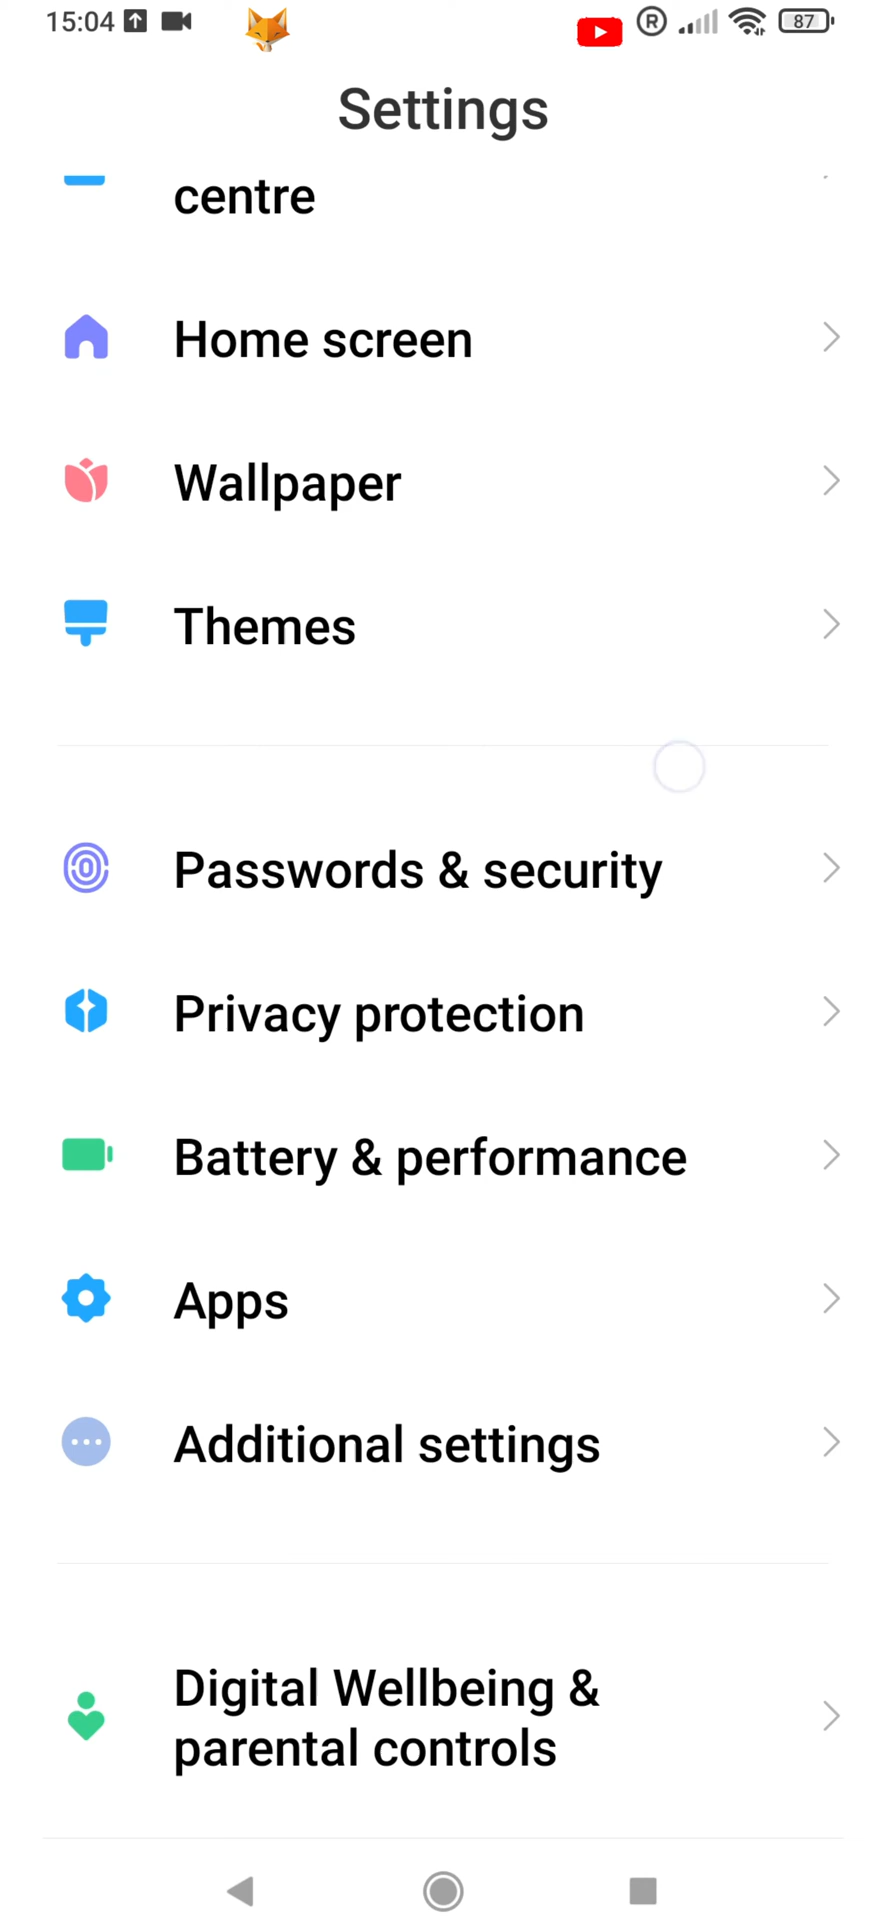 15:04
R
87
Settings
centre
Home screen
Wallpaper
Themes
Passwords & security
Privacy protection
Battery & performance
Apps
Additional settings
Digital Wellbeing &
parental controls